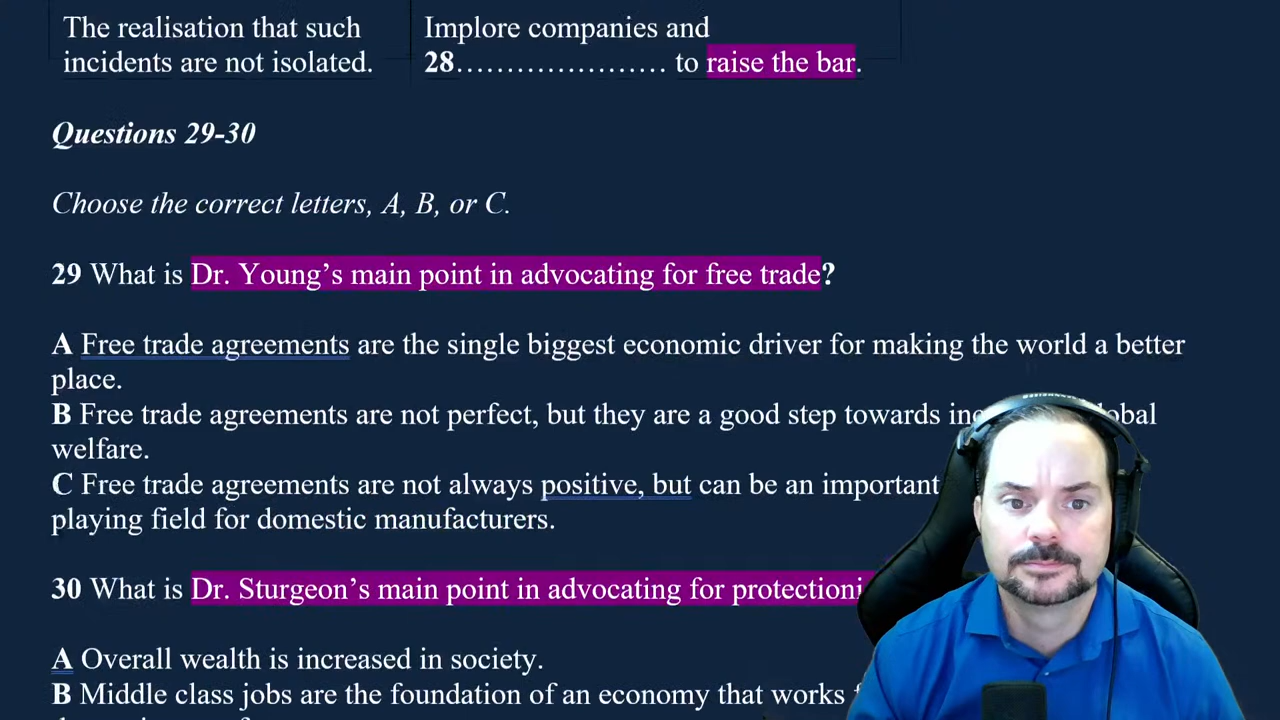 The realisation that such
incidents are not isolated.
Implore companies and
28………………… to raise the bar.
Questions 29-30
Choose the correct letters, A, B, or C.
29 What is Dr. Young’s main point in advocating for free trade?
A Free trade agreements are the single biggest economic driver for making the world a better
place.
B Free trade agreements are not perfect, but they are a good step towards
welfare.
C Free trade agreements are not always positive, but can be an important
playing field for domestic manufacturers.
30 What is Dr. Sturgeon’s main point in advocating for
A Overall wealth is increased in society.
B Middle class jobs are the foundation of an economy that works